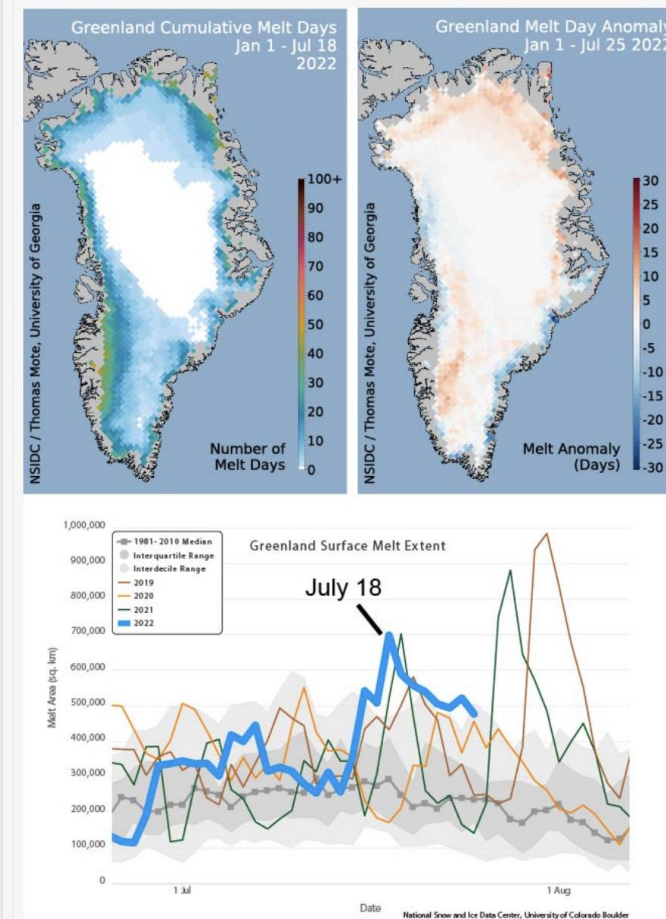 Greenland Cumulative Melt Days
Jan 1 - Jul 18
2022
NSIDC / Thomas Mote, University of Georgia
100+
90
80
70
60
50
40
30
20
10
0
Number of
Melt Days
Greenland Melt Day Anomaly
Jan 1 - Jul 25 2022
NSIDC / Thomas Mote, University of Georgia
30
25
20
15
10
5
0
-5
-10
-15
-20
-25
-30
Melt Anomaly
(Days)
Greenland Surface Melt Extent
1981- 2010 Median
Interquartile Range
Interdecile Range
2019
2020
2021
2022
July 18
Melt Area (sq. km)
1,000,000
900,000
800,000
700,000
600,000
500,000
400,000
300,000
200,000
100,000
0
1 Jul
1 Aug
Date
National Snow and Ice Data Center, University of Colorado Boulder